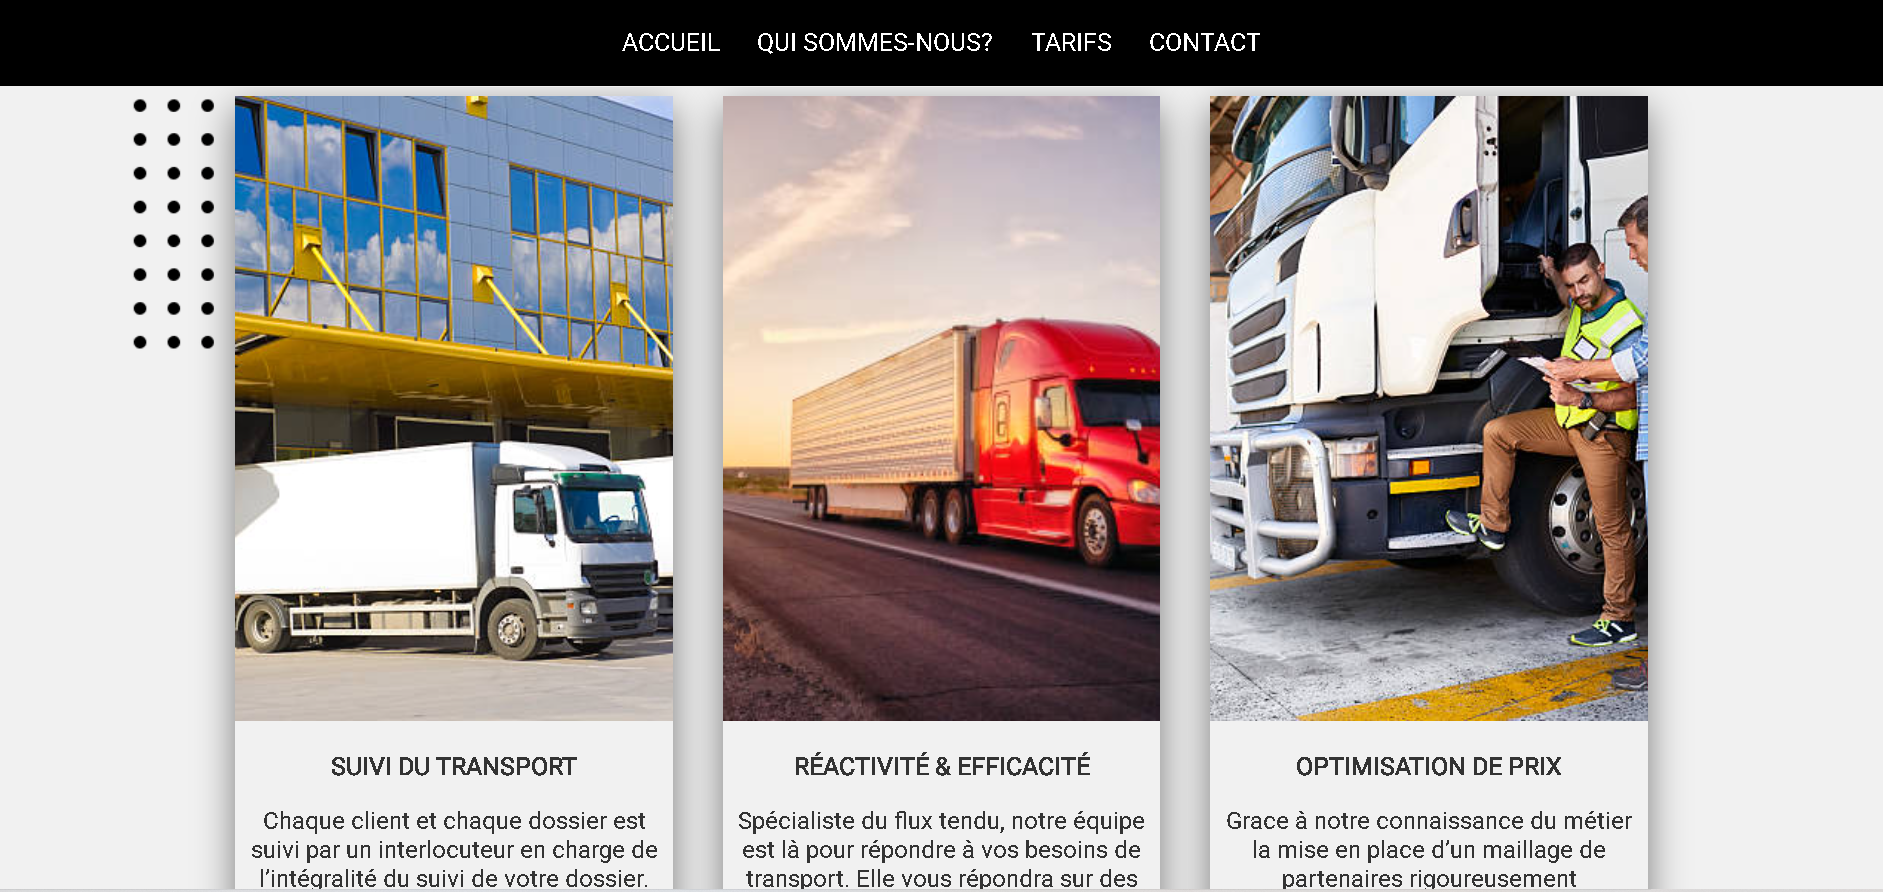 ACCUEIL QUI SOMMES-NOUS? TARIFS CONTACT
SUIVI DU TRANSPORT
Chaque client et chaque dossier est
suivi par un interlocuteur en charge de
l'intégralité du suivi de votre dossier.
RÉACTIVITÉ & EFFICACITÉ
Spécialiste du flux tendu, notre équipe
est là pour répondre à vos besoins de
transport. Elle vous répondra sur des
OPTIMISATION DE PRIX
Grace à notre connaissance du métier
la mise en place d'un maillage de
partenaires rigoureusement